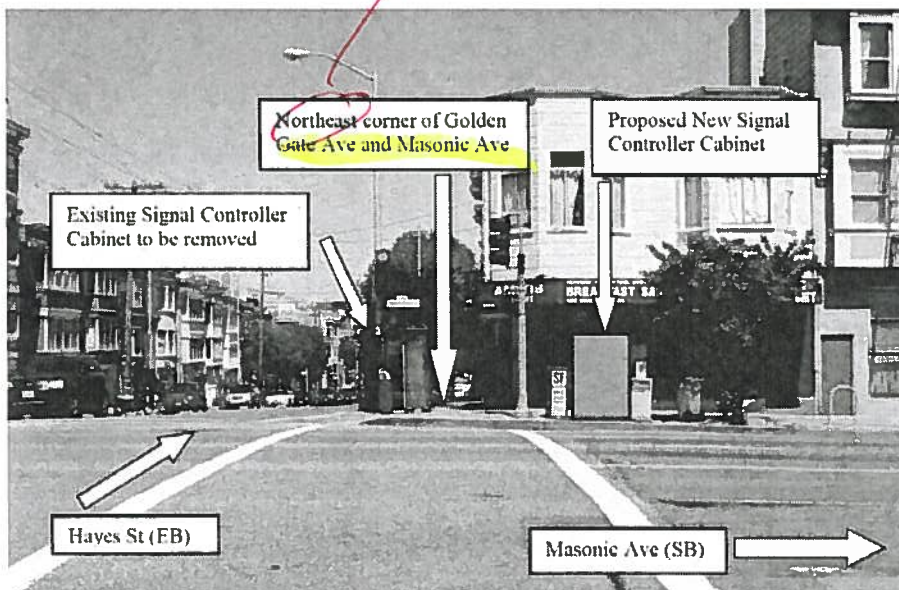 Northeast corner of Golden
Gate Ave and Masonic Ave
Proposed New Signal
Controller Cabinet
Existing Signal Controller
Cabinet to be removed
BREAKFAST
Hayes St (EB)
Masonic Ave (SB)